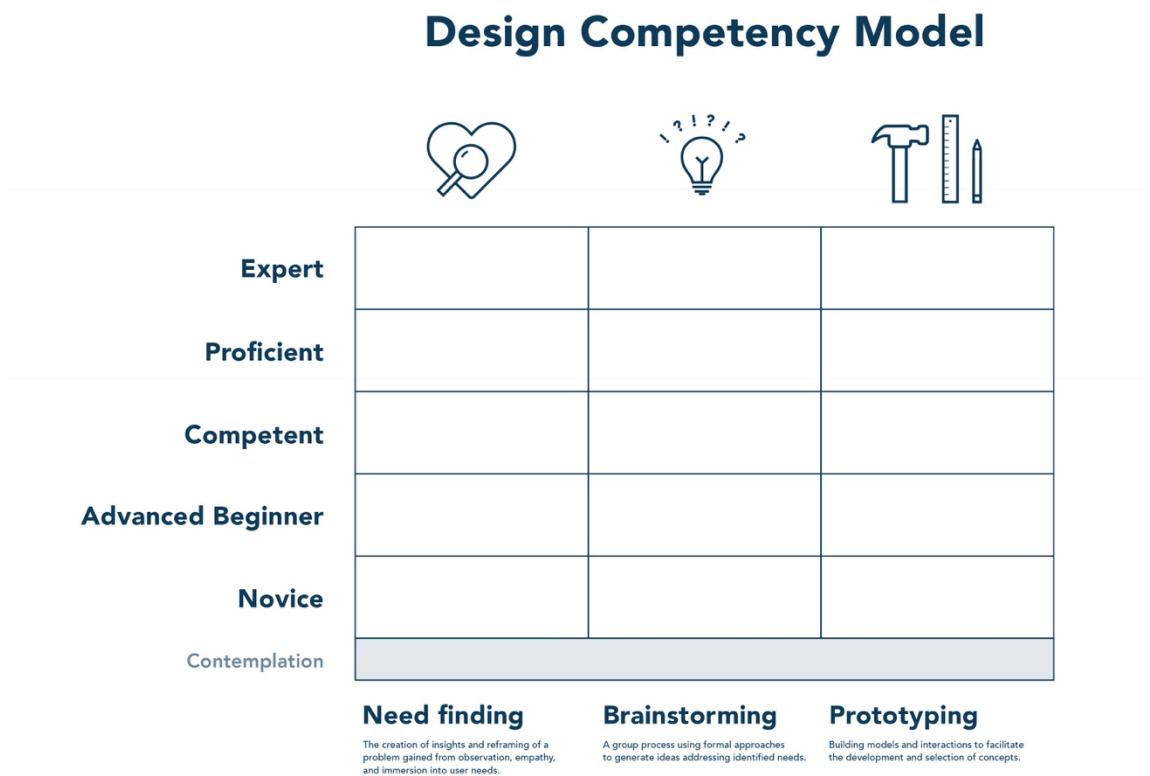 Design Competency Model
! ? ! ? ! ?
Expert
Proficient
Competent
Advanced Beginner
Novice
Contemplation
Need finding
The creation of insights and reframing of a
problem gained from observation, empathy,
and immersion into user needs.
Brainstorming
A group process using formal approaches
to generate ideas addressing identified needs.
Prototyping
Building models and interactions to facilitate
the development and selection of concepts.